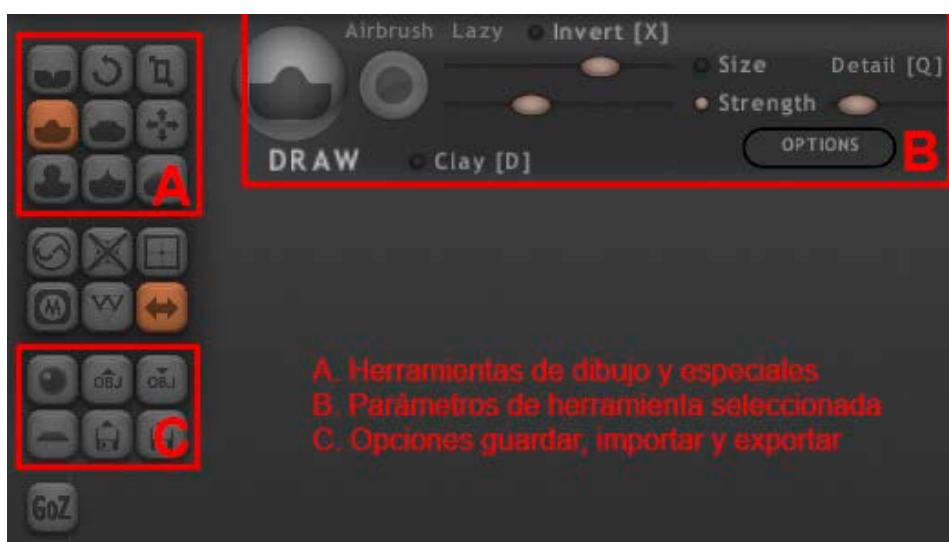 Airbrush Lazy Invert [X]
Size Detail [Q]
Strength
OPTIONS
B
DRAW Clay [D]
A
OBJ OBJ
C
GoZ
A. Herramientas de dibujo y especiales
B. Parámetros de herramienta seleccionada
C. Opciones guardar, importar y exportar